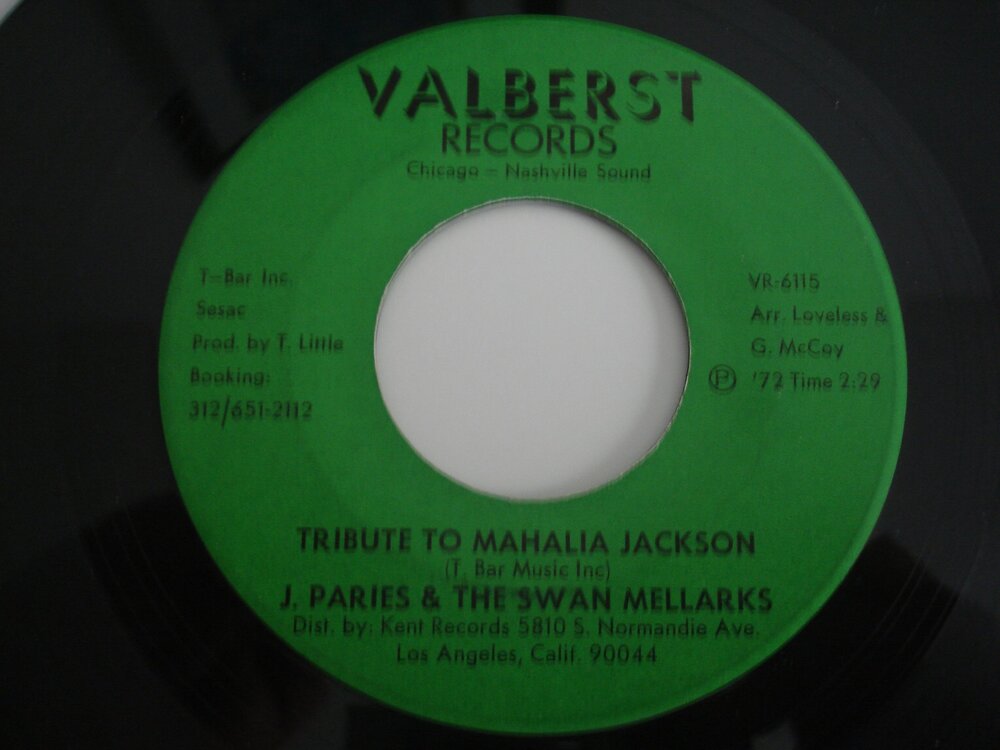 VALBERST
RECORDS
Chicago - Nashville Sound
T-Bar Inc.
Sesac
Prod. by T. Little
Booking:
312/651-2112
VR-6115
Arr. Loveless &
G. McCoy
Ⓟ '72 Time 2:29
TRIBUTE TO MAHALIA JACKSON
(T. Bar Music Inc)
J. PARIES & THE SWAN MELLARKS
Dist. by: Kent Records 5810 S. Normandie Ave.
Los Angeles, Calif. 90044